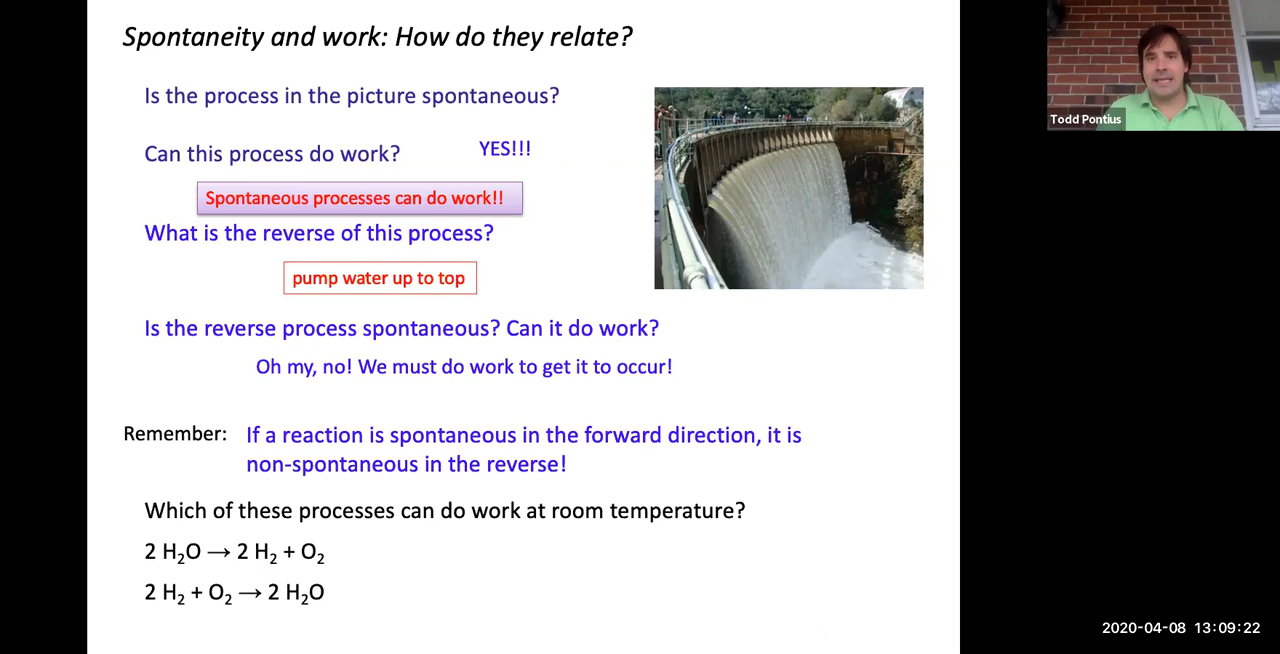 Spontaneity and work: How do they relate?
Is the process in the picture spontaneous?
Can this process do work? YES!!!
Spontaneous processes can do work!!
What is the reverse of this process?
pump water up to top
Is the reverse process spontaneous? Can it do work?
Oh my, no! We must do work to get it to occur!
Remember: If a reaction is spontaneous in the forward direction, it is
non-spontaneous in the reverse!
Which of these processes can do work at room temperature?
2 H₂O → 2 H₂ + O₂
2 H₂ + O₂ → 2 H₂O
Todd Pontius
2020-04-08 13:09:22